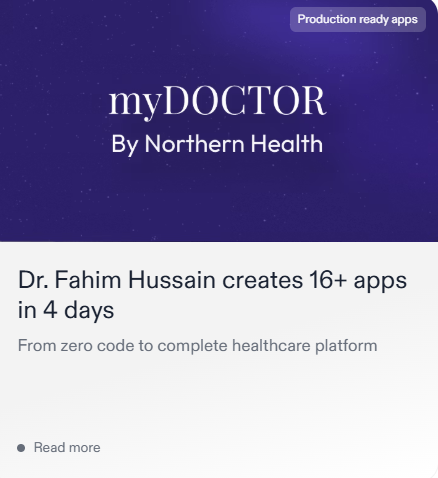 Production ready apps
myDOCTOR
By Northern Health
Dr. Fahim Hussain creates 16+ apps
in 4 days
From zero code to complete healthcare platform
Read more